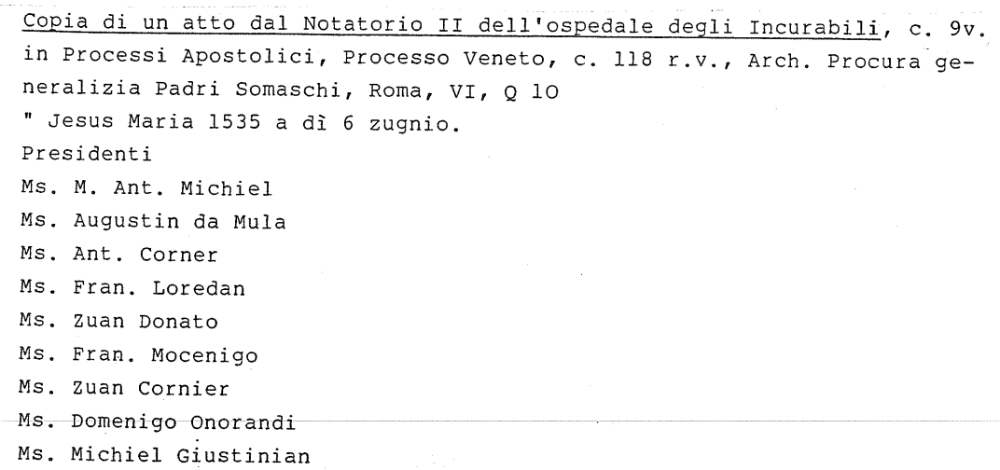 Copia di un atto dal Notatorio II dell'ospedale degli Incurabili, c. 9v.
in Processi Apostolici, Processo Veneto, c. 118 r.v., Arch. Procura ge-
neralizia Padri Somaschi, Roma, VI, Q 10
" Jesus Maria 1535 a dì 6 zugnio.
Presidenti
Ms. M. Ant. Michiel
Ms. Augustin da Mula
Ms. Ant. Corner
Ms. Fran. Loredan
Ms. Zuan Donato
Ms. Fran. Mocenigo
Ms. Zuan Cornier
Ms. Domenigo Onorandi
Ms. Michiel Giustinian